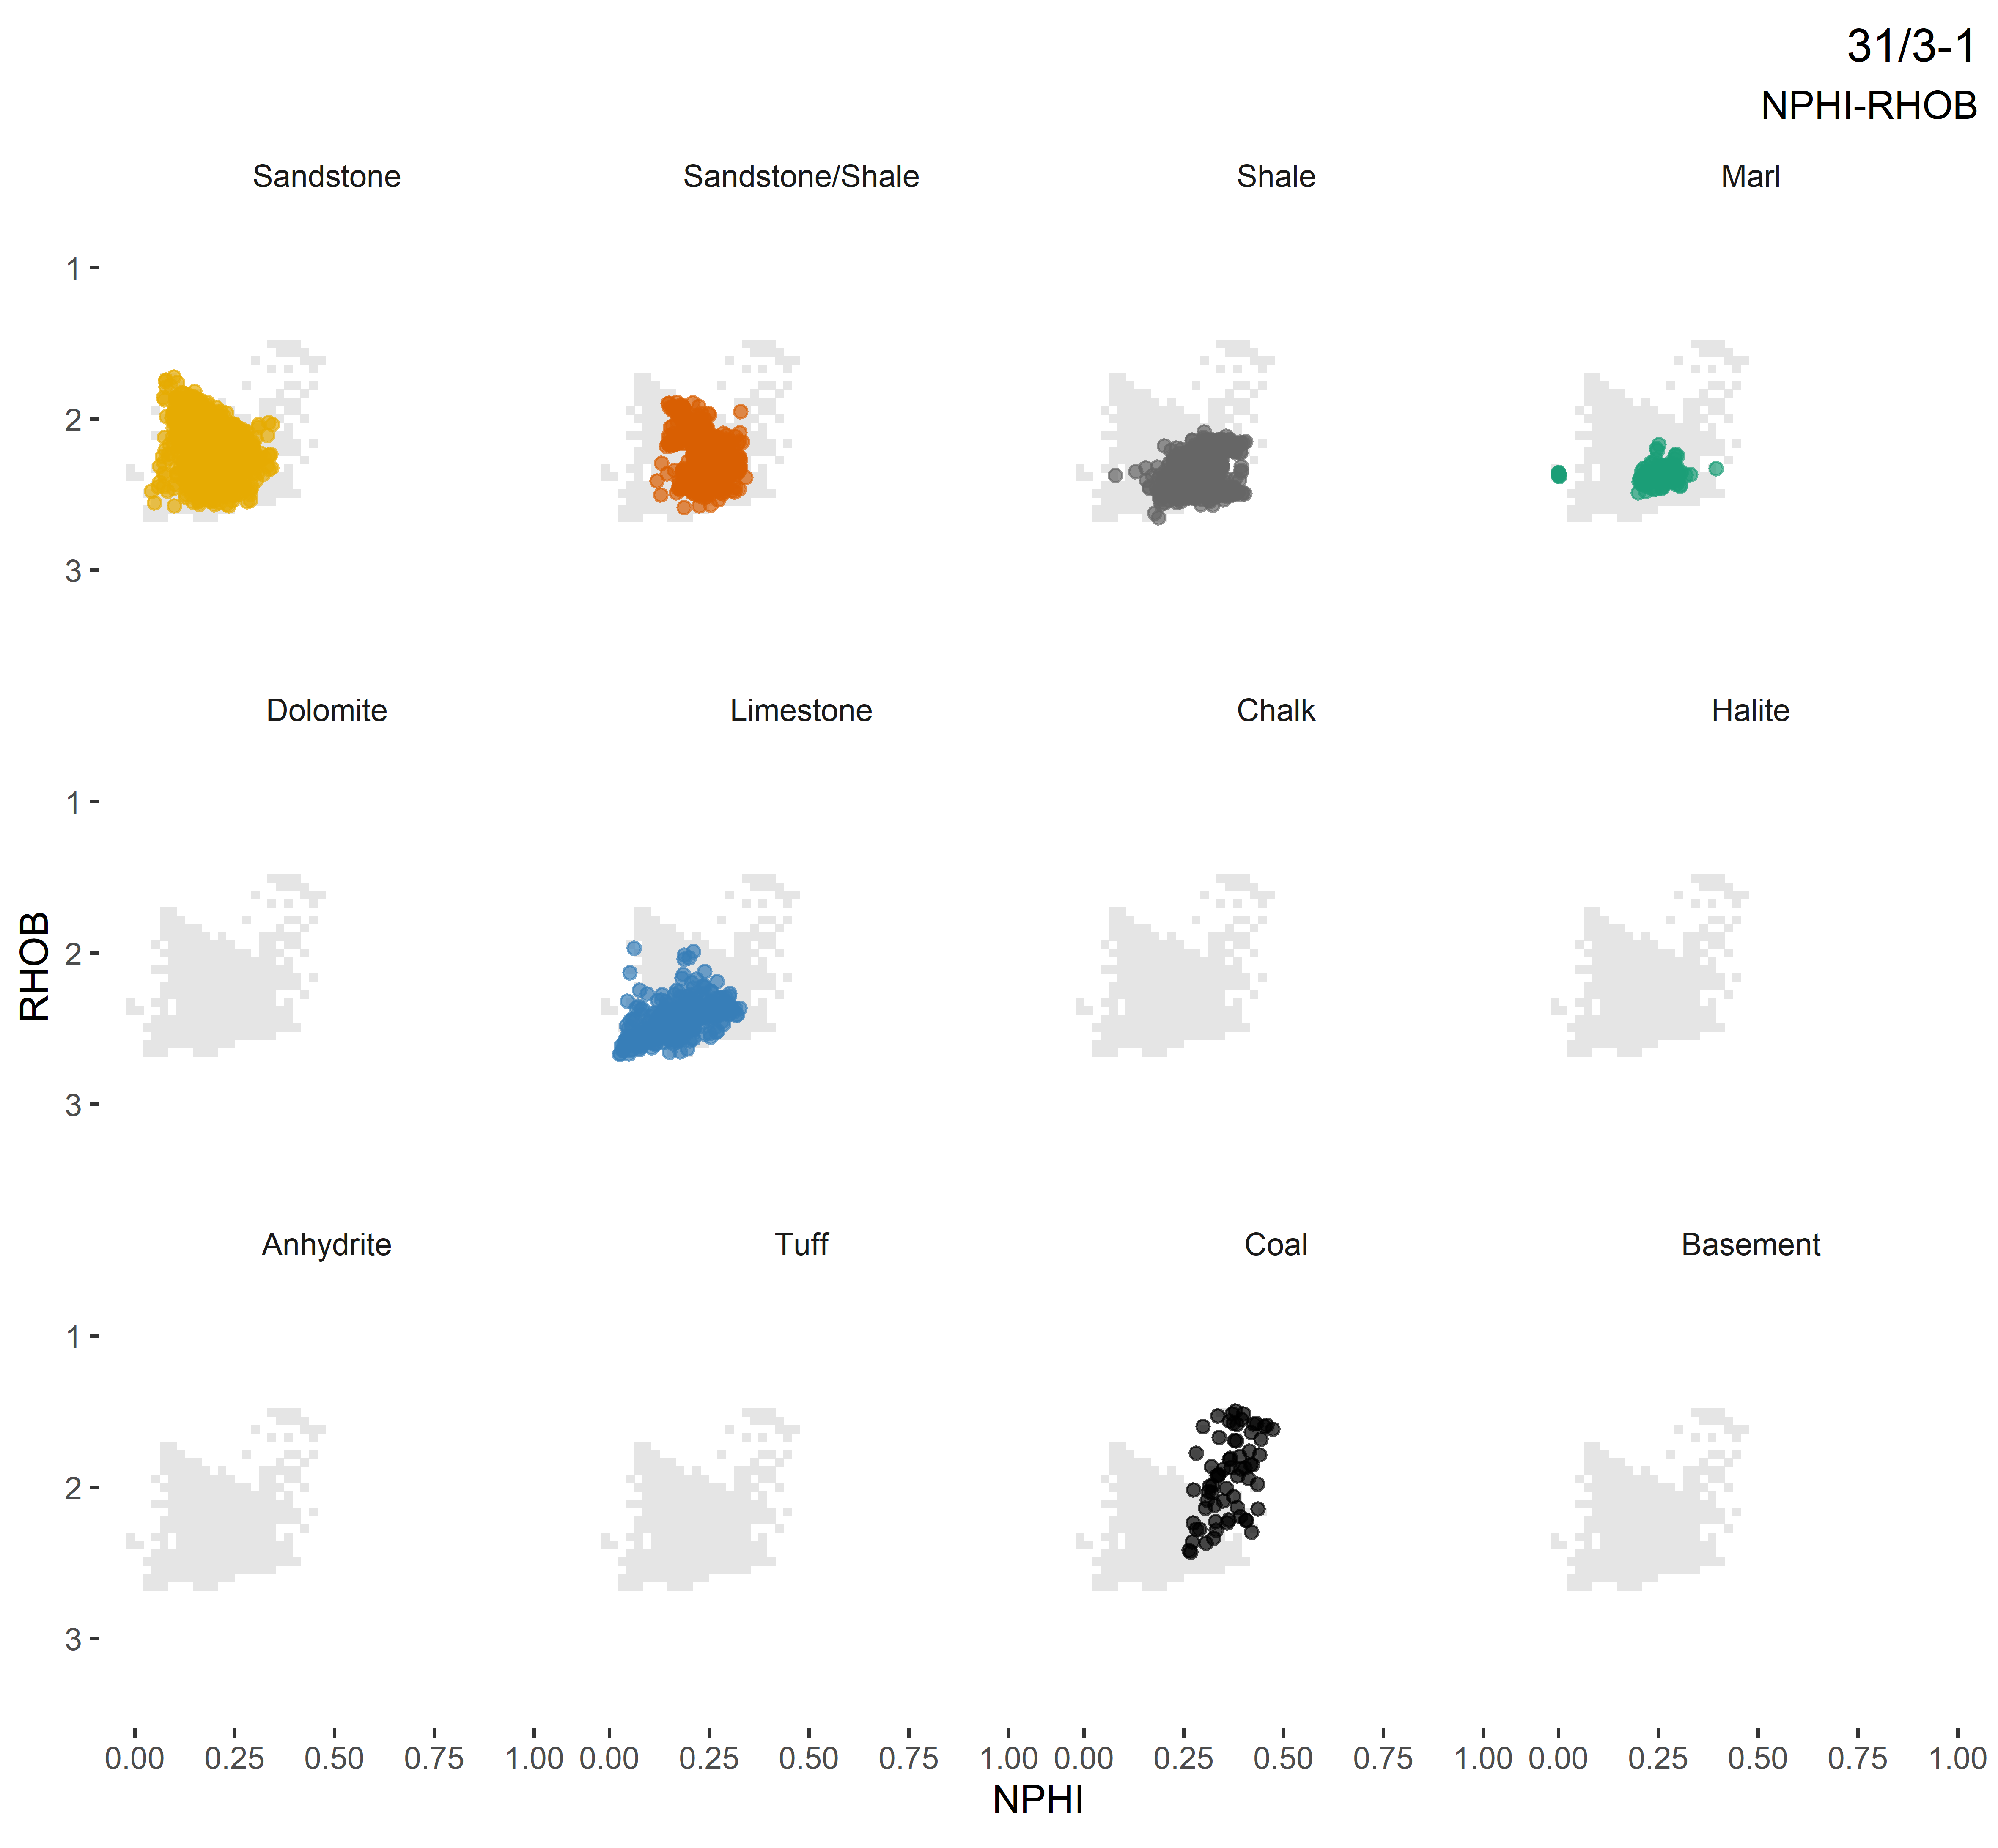 31/3-1
NPHI-RHOB
Sandstone Sandstone/Shale Shale Marl
1
2
3
Dolomite Limestone Chalk Halite
1
2
3
RHOB
Anhydrite Tuff Coal Basement
1
2
3
0.00 0.25 0.50 0.75 1.00 0.00 0.25 0.50 0.75 1.00 0.00 0.25 0.50 0.75 1.00 0.00 0.25 0.50 0.75 1.00
NPHI